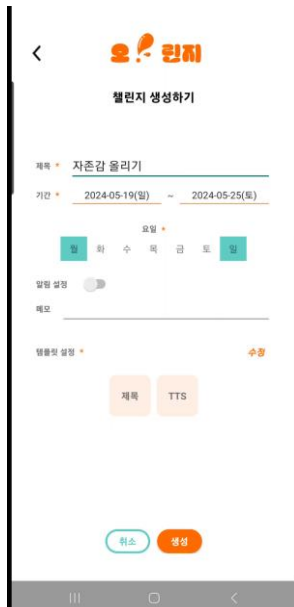 오!린지
챌린지 생성하기
제목 * 자존감 올리기
기간 * 2024-05-19(일) ~ 2024-05-25(토)
요일 *
월 화 수 목 금 토 일
알림 설정
메모
템플릿 설정 * 수정
제목 TTS
취소 생성